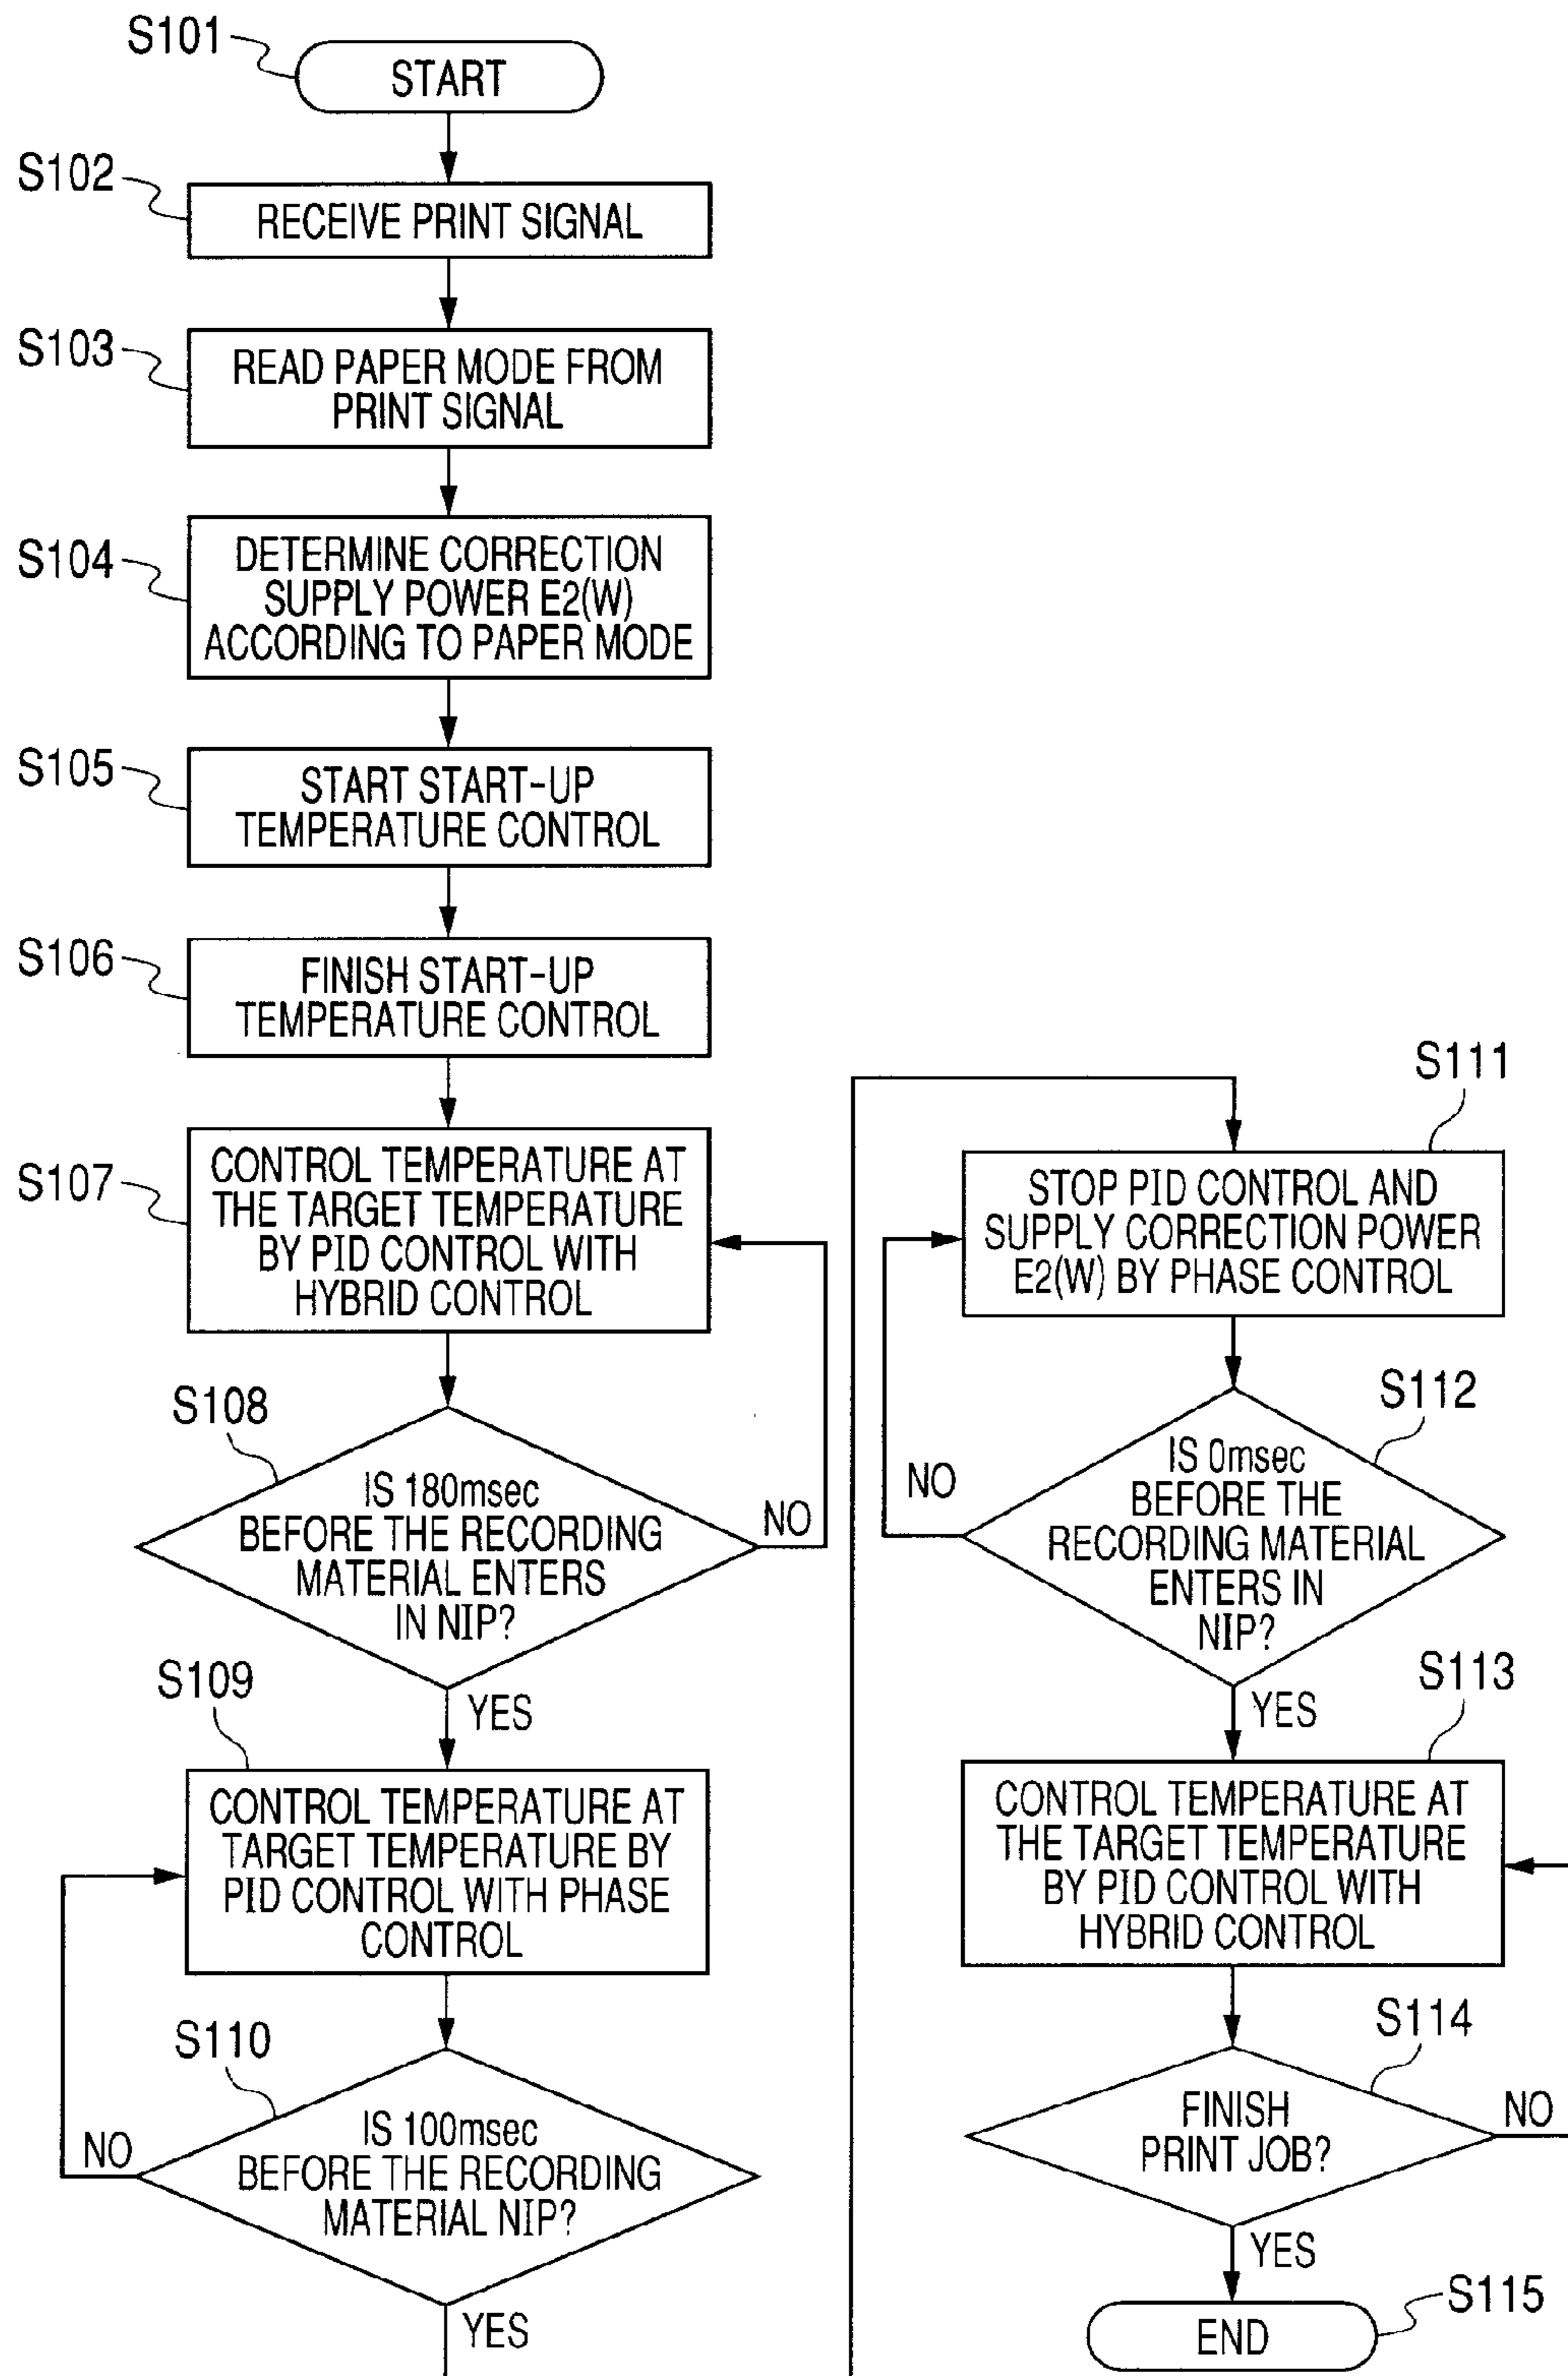 S101
START
S102
RECEIVE PRINT SIGNAL
S103
READ PAPER MODE FROM
PRINT SIGNAL
S104
DETERMINE CORRECTION
SUPPLY POWER E2(W)
ACCORDING TO PAPER MODE
S105
START START-UP
TEMPERATURE CONTROL
S106
FINISH START-UP
TEMPERATURE CONTROL
S107
CONTROL TEMPERATURE AT
THE TARGET TEMPERATURE
BY PID CONTROL WITH
HYBRID CONTROL
S108
IS 180msec
BEFORE THE RECORDING
MATERIAL ENTERS
IN NIP?
NO
YES
S109
CONTROL TEMPERATURE AT
TARGET TEMPERATURE BY
PID CONTROL WITH PHASE
CONTROL
S110
IS 100msec
BEFORE THE RECORDING
MATERIAL NIP?
NO
YES
S111
STOP PID CONTROL AND
SUPPLY CORRECTION POWER
E2(W) BY PHASE CONTROL
S112
IS 0msec
BEFORE THE
RECORDING MATERIAL
ENTERS IN
NIP?
NO
YES
S113
CONTROL TEMPERATURE AT
THE TARGET TEMPERATURE
BY PID CONTROL WITH
HYBRID CONTROL
S114
FINISH
PRINT JOB?
NO
YES
S115
END